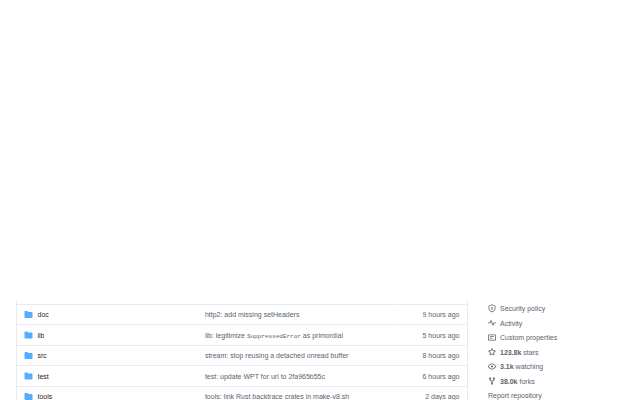 doc http2: add missing setHeaders 9 hours ago
lib lib: legitimize SuppressedError as primordial 5 hours ago
src stream: stop reusing a detached unread buffer 8 hours ago
test test: update WPT for url to 2fa965b55c 6 hours ago
tools tools: link Rust backtrace crates in make-v8.sh 2 days ago
Security policy
Activity
Custom properties
123.8k stars
3.1k watching
38.0k forks
Report repository